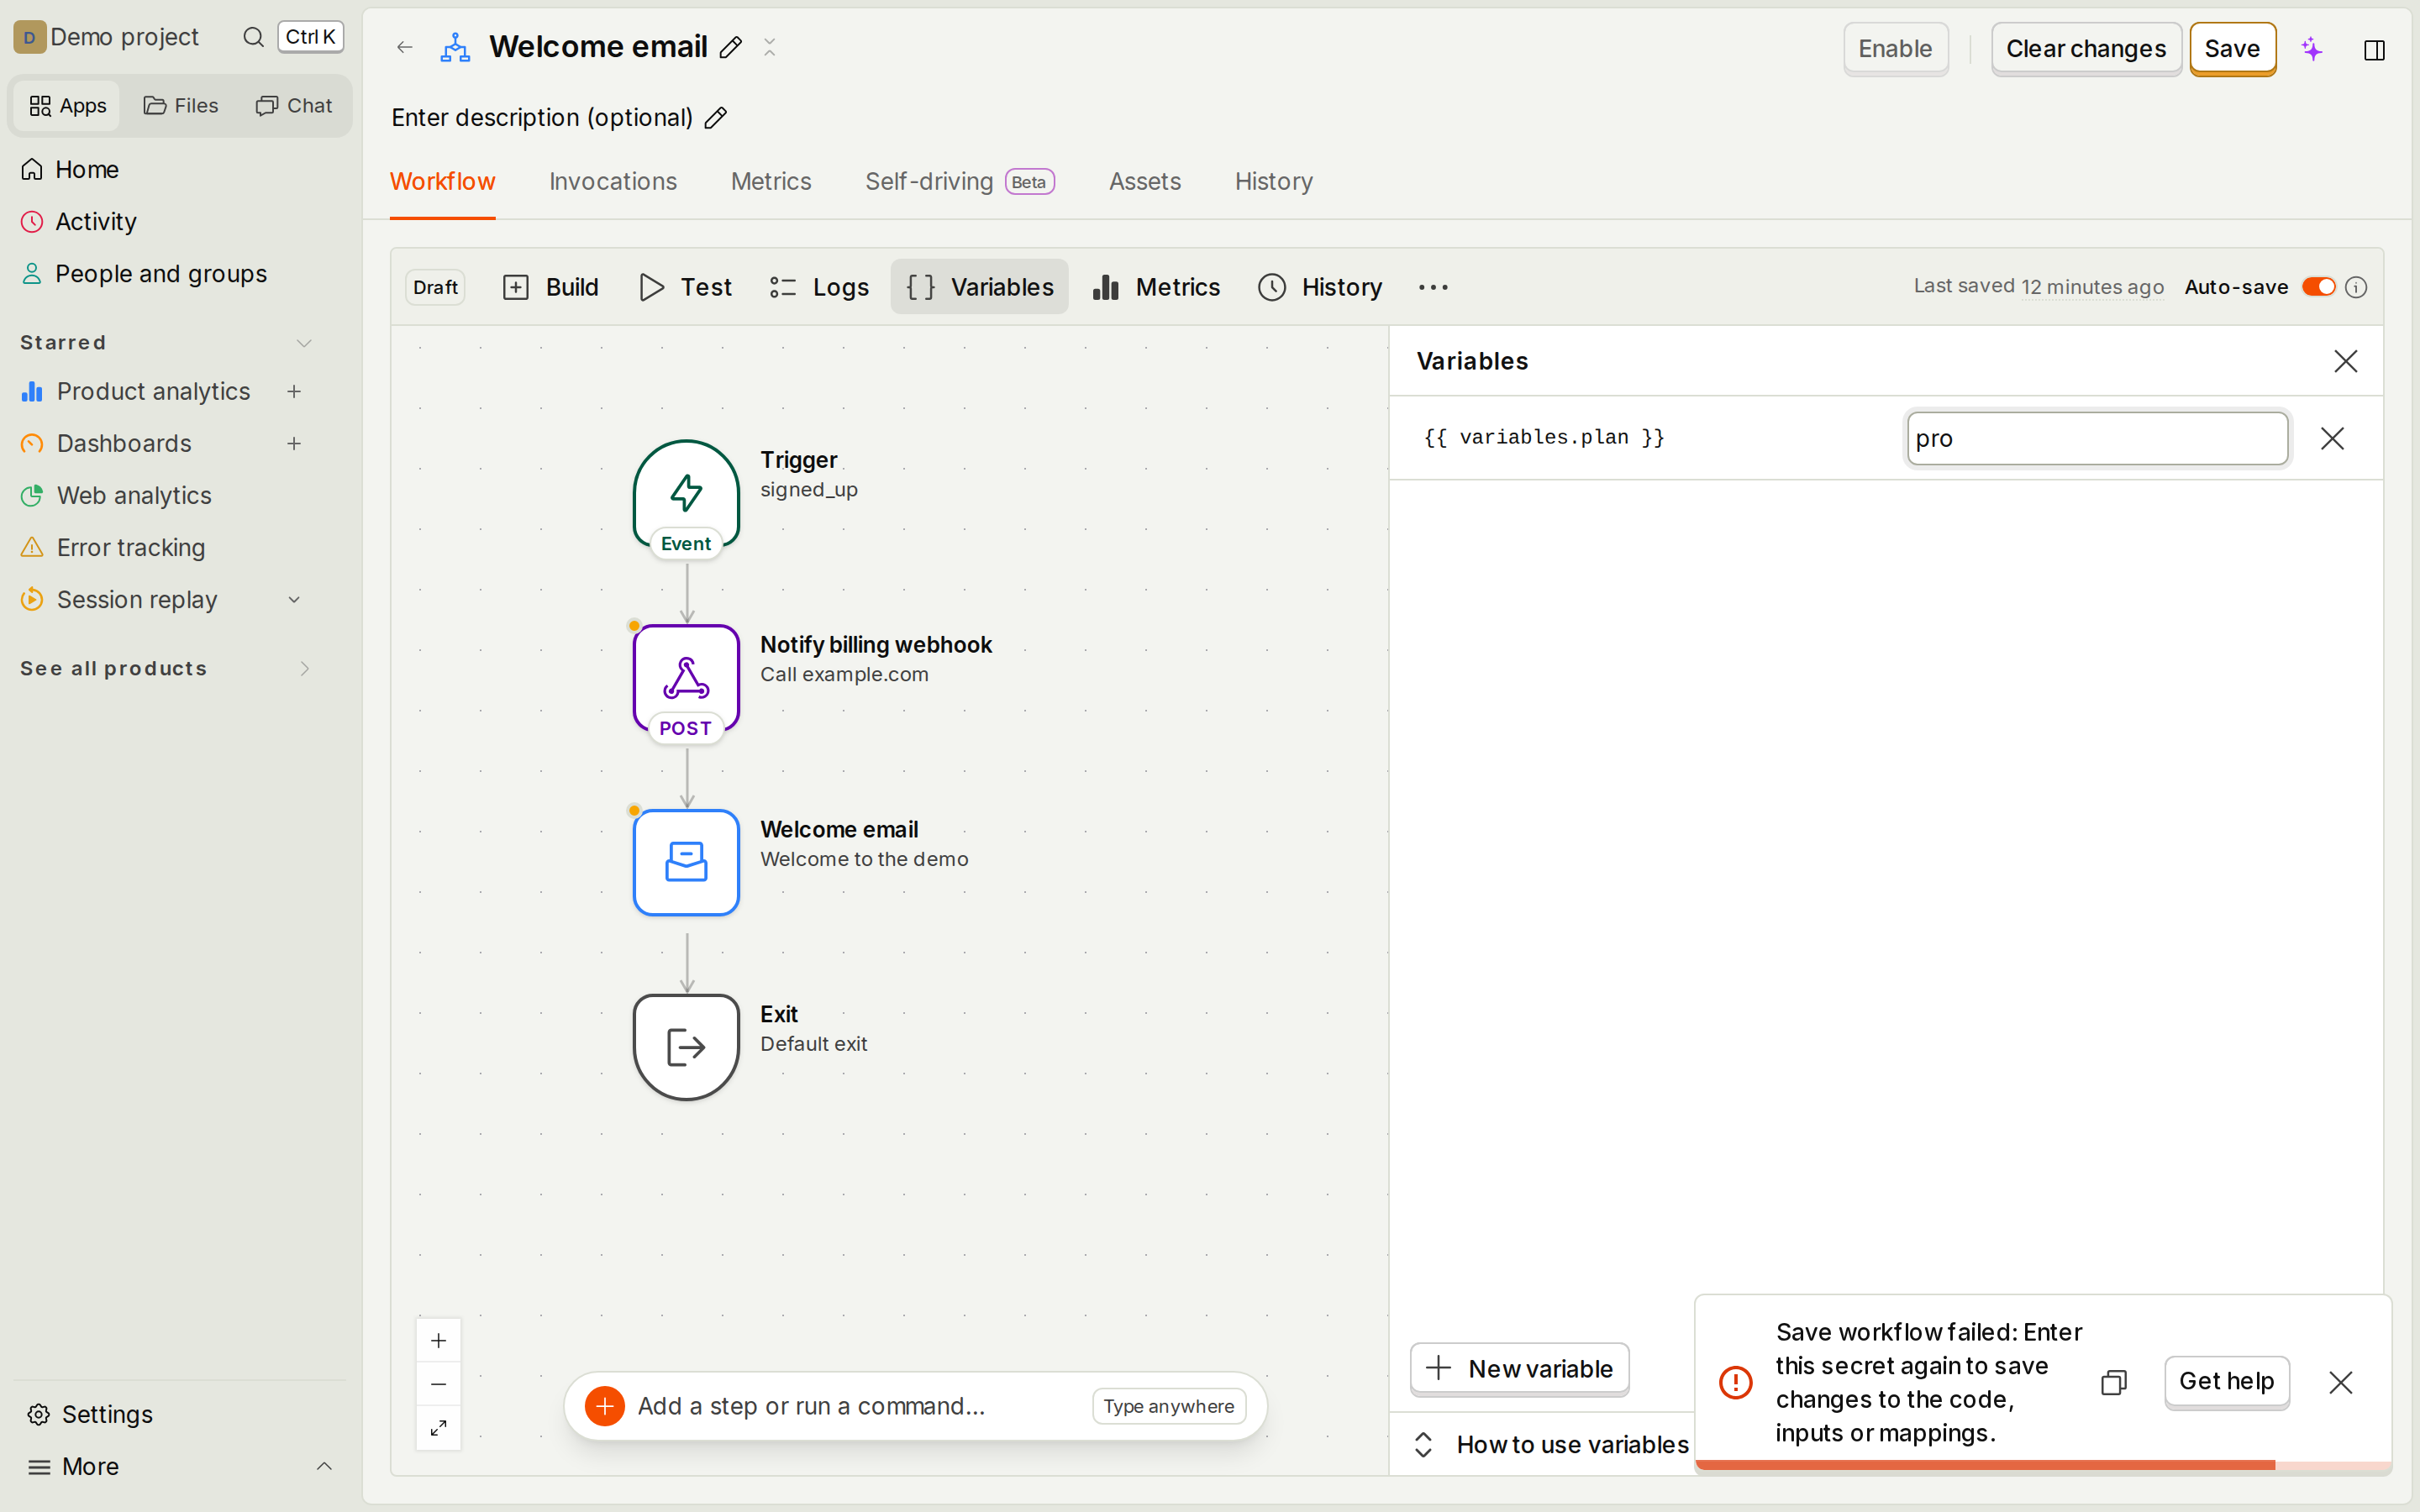 D Demo project Ctrl K
Apps Files Chat
Home
Activity
People and groups
Starred
Product analytics
Dashboards
Web analytics
Error tracking
Session replay
See all products
Settings
More
Welcome email
Enable Clear changes Save
Enter description (optional)
Workflow Invocations Metrics Self-driving Beta Assets History
Draft Build Test Logs { } Variables Metrics History Last saved 12 minutes ago Auto-save
Trigger
signed_up
Event
Notify billing webhook
Call example.com
POST
Welcome email
Welcome to the demo
Exit
Default exit
Add a step or run a command... Type anywhere
Variables
{{ variables.plan }} pro
New variable
How to use variables
Save workflow failed: Enter
this secret again to save
changes to the code,
inputs or mappings.
Get help